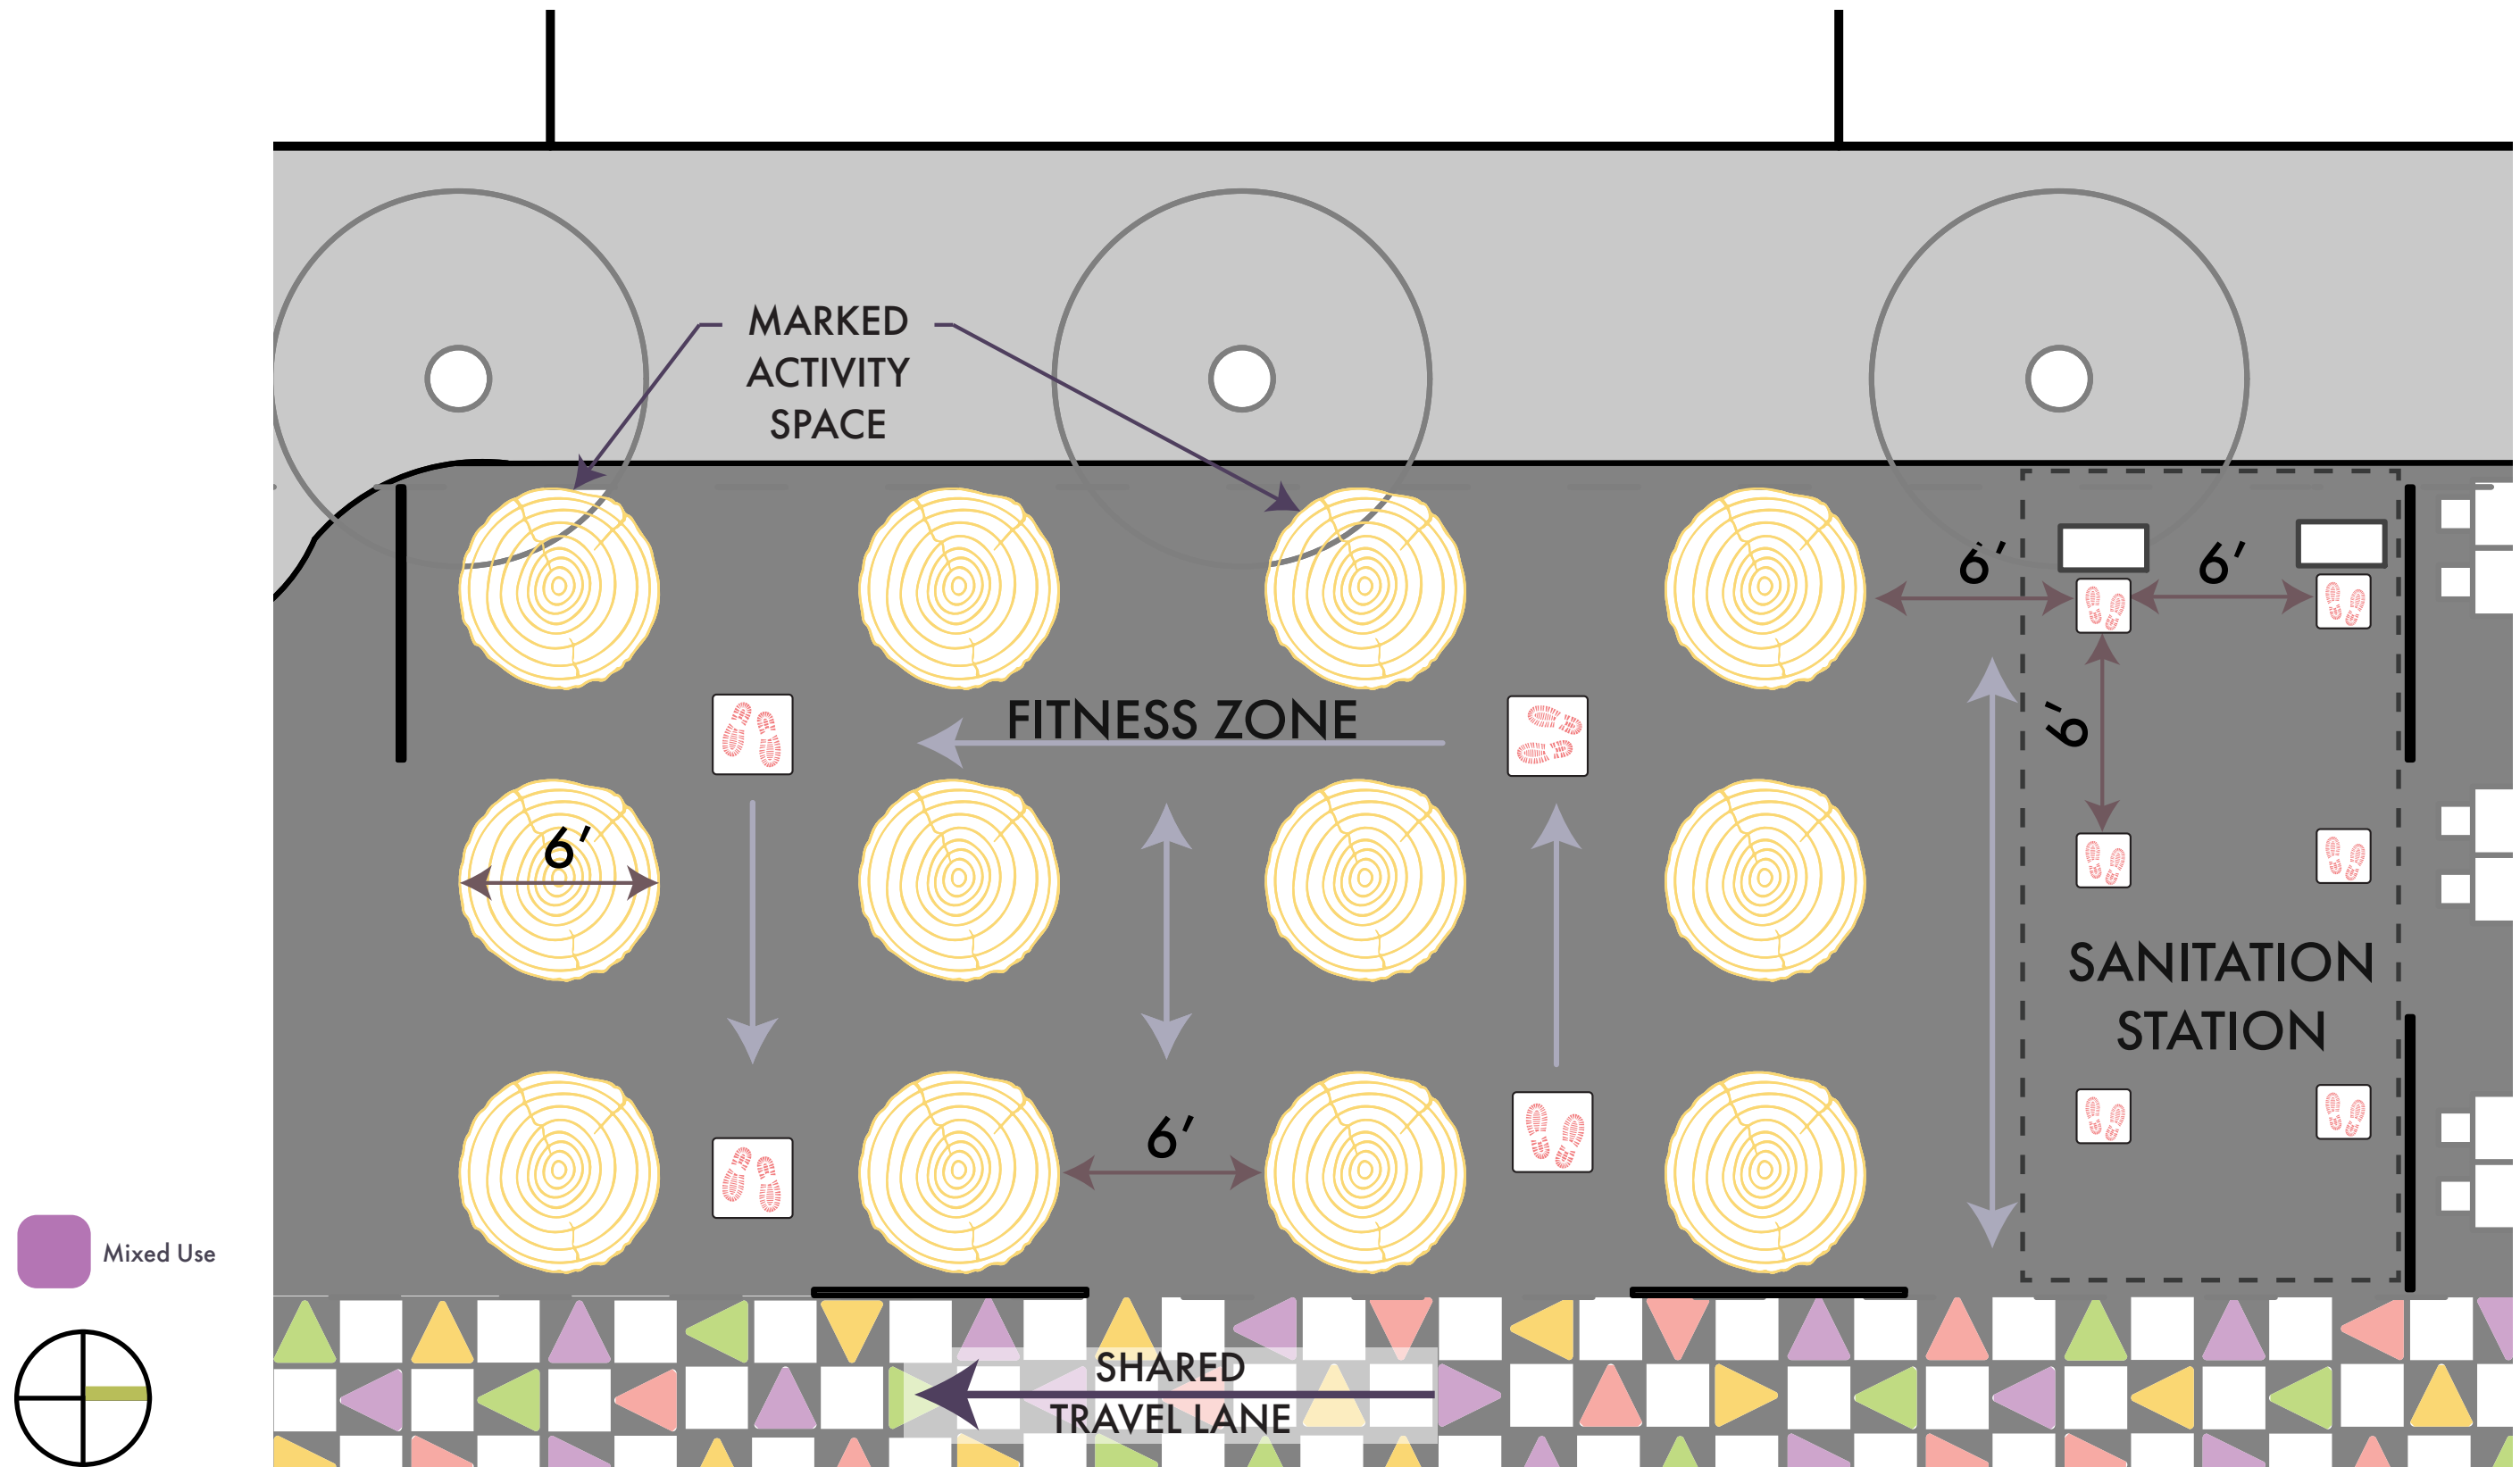 MARKED
ACTIVITY
SPACE
6'
6'
FITNESS ZONE
6'
6'
SANITATION
STATION
6'
Mixed Use
SHARED
TRAVEL LANE